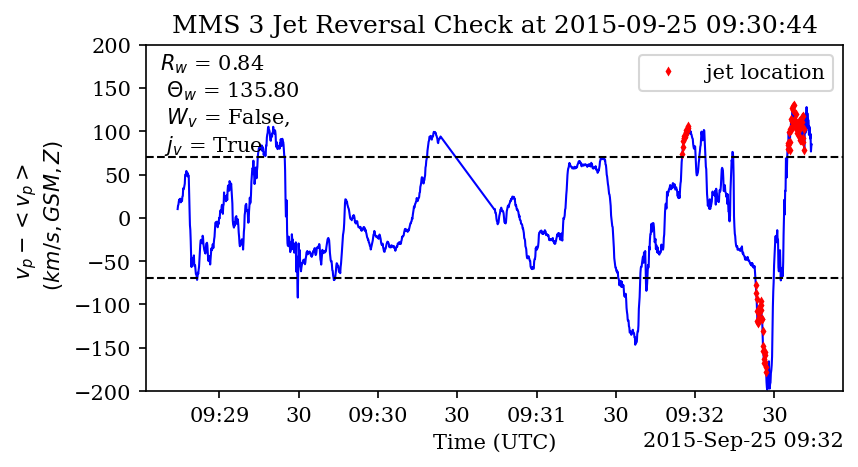 MMS 3 Jet Reversal Check at 2015-09-25 09:30:44
R_w = 0.84
Θ_w = 135.80
W_v = False,
j_v = True
jet location
v_p − < v_p >
(km/s, GSM, Z)
200
150
100
50
0
−50
−100
−150
−200
09:29 30 09:30 30 09:31 30 09:32 30
Time (UTC)
2015-Sep-25 09:32